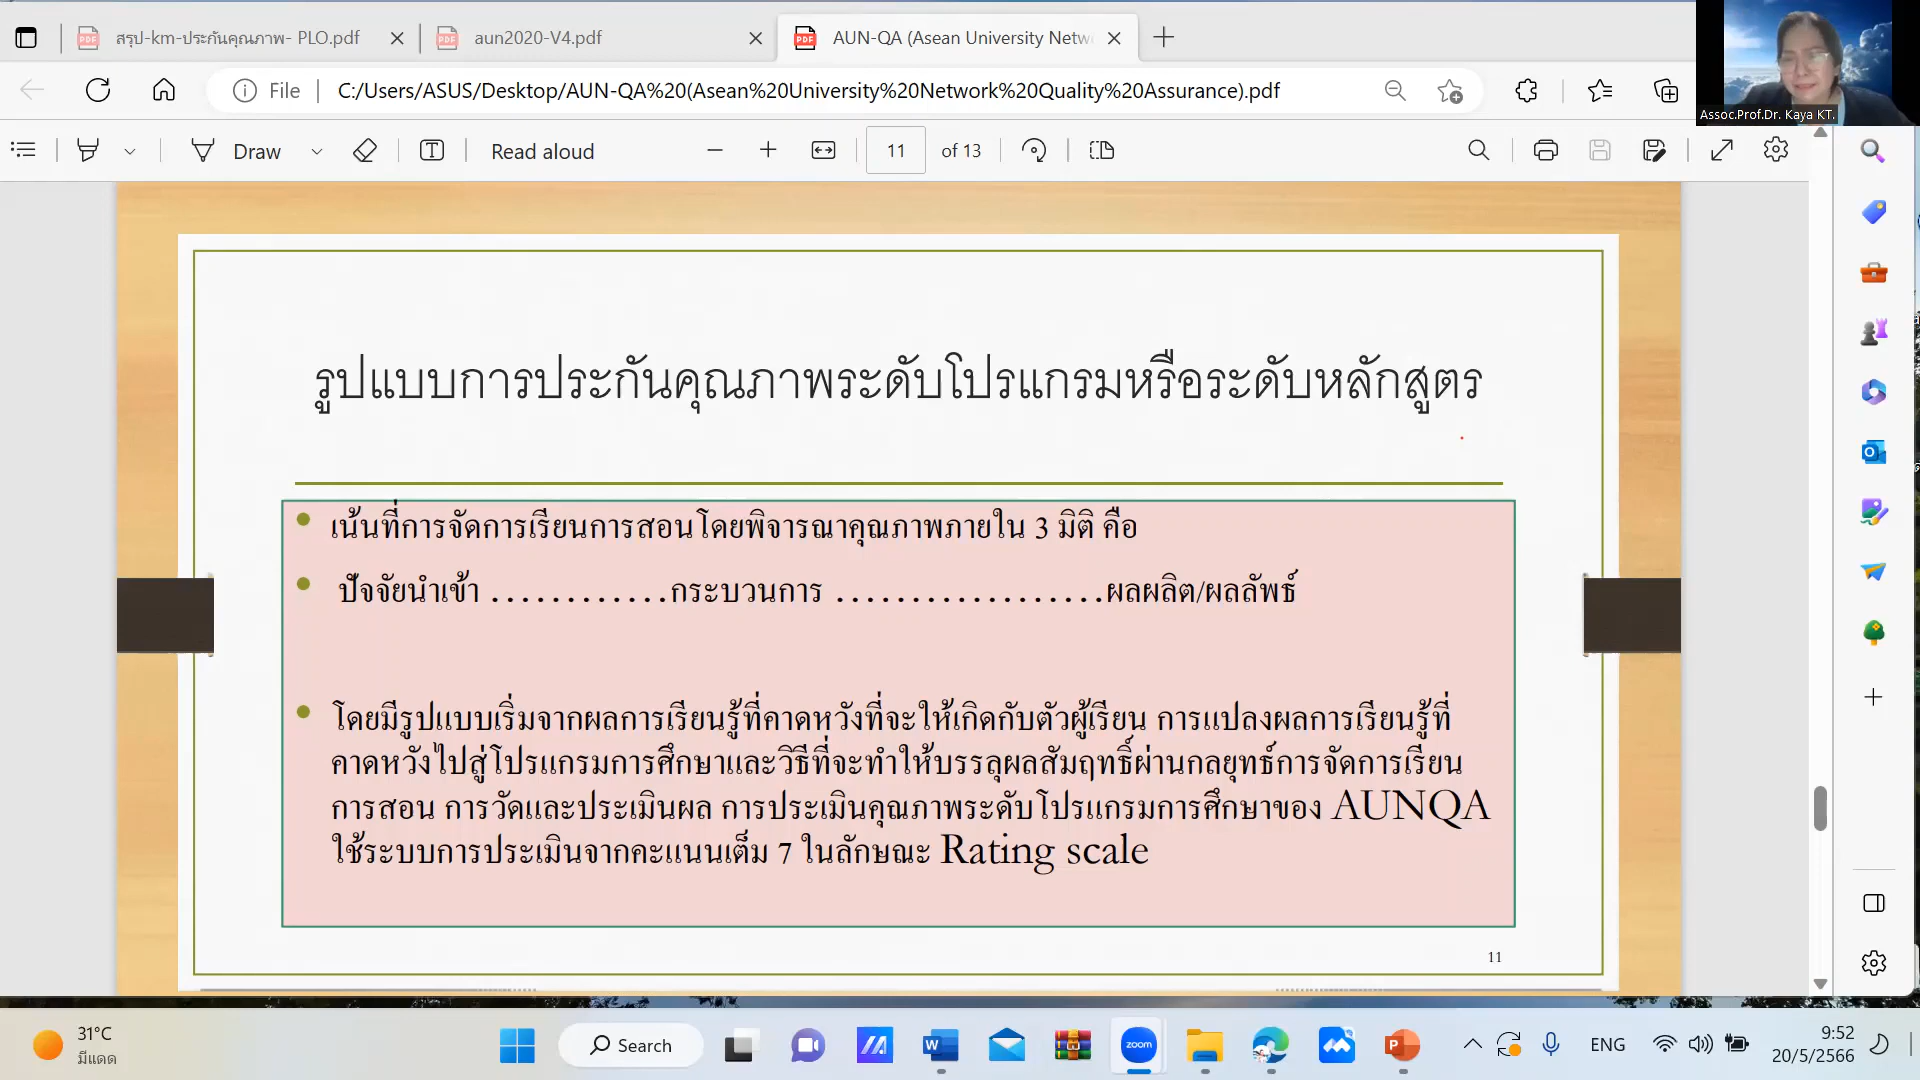 สรุป-km-ประกันคุณภาพ- PLO.pdf
aun2020-V4.pdf
AUN-QA (Asean University Netw
File
C:/Users/ASUS/Desktop/AUN-QA%20(Asean%20University%20Network%20Quality%20Assurance).pdf
Assoc.Prof.Dr. Kaya KT.
Draw
Read aloud
11
of 13
รูปแบบการประกันคุณภาพระดับโปรแกรมหรือระดับหลักสูตร
เน้นที่การจัดการเรียนการสอนโดยพิจารณาคุณภาพภายใน 3 มิติ คือ
ปัจจัยนำเข้า ..............กระบวนการ .....................ผลผลิต/ผลลัพธ์
โดยมีรูปแบบเริ่มจากผลการเรียนรู้ที่คาดหวังที่จะให้เกิดกับตัวผู้เรียน การแปลงผลการเรียนรู้ที่
คาดหวังไปสู่โปรแกรมการศึกษาและวิธีที่จะทำให้บรรลุผลสัมฤทธิ์ผ่านกลยุทธ์การจัดการเรียน
การสอน การวัดและประเมินผล การประเมินคุณภาพระดับโปรแกรมการศึกษาของ AUNQA
ใช้ระบบการประเมินจากคะแนนเต็ม 7 ในลักษณะ Rating scale
11
31°C
มีแดด
Search
zoom
ENG
9:52
20/5/2566